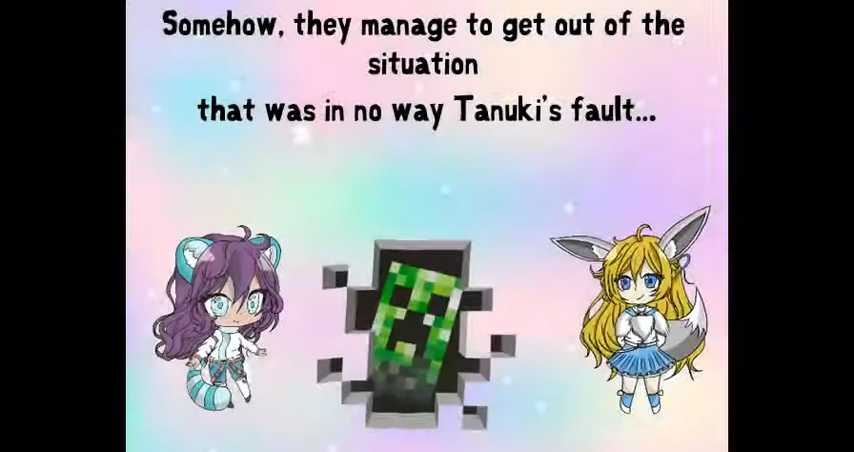 Somehow, they manage to get out of the
situation
that was in no way Tanuki's fault...